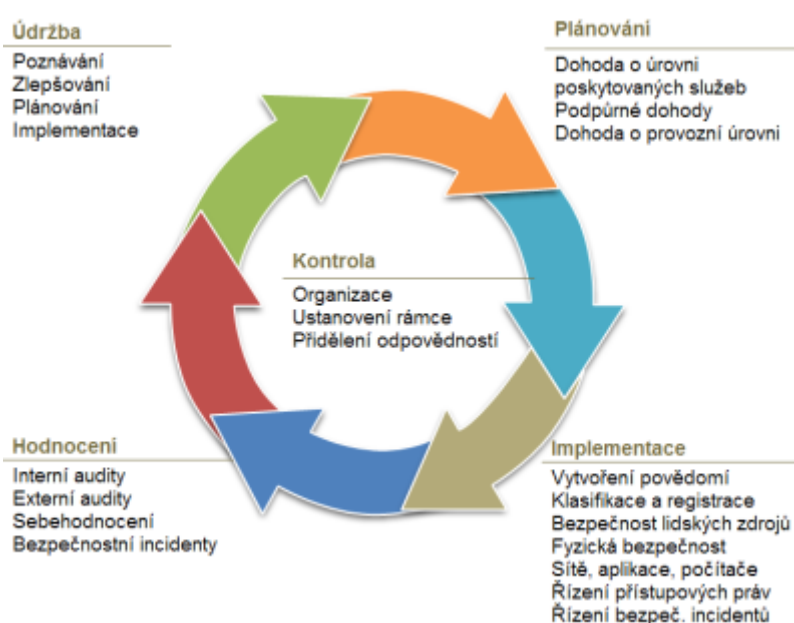 Údržba
Poznávání
Zlepšování
Plánování
Implementace
Plánování
Dohoda o úrovni
poskytovaných služeb
Podpůrné dohody
Dohoda o provozní úrovni
Kontrola
Organizace
Ustanovení rámce
Přidělení odpovědností
Hodnocení
Interní audity
Externí audity
Sebehodnocení
Bezpečnostní incidenty
Implementace
Vytvoření povědomí
Klasifikace a registrace
Bezpečnost lidských zdrojů
Fyzická bezpečnost
Sítě, aplikace, počítače
Řízení přístupových práv
Řízení bezpeč. incidentů